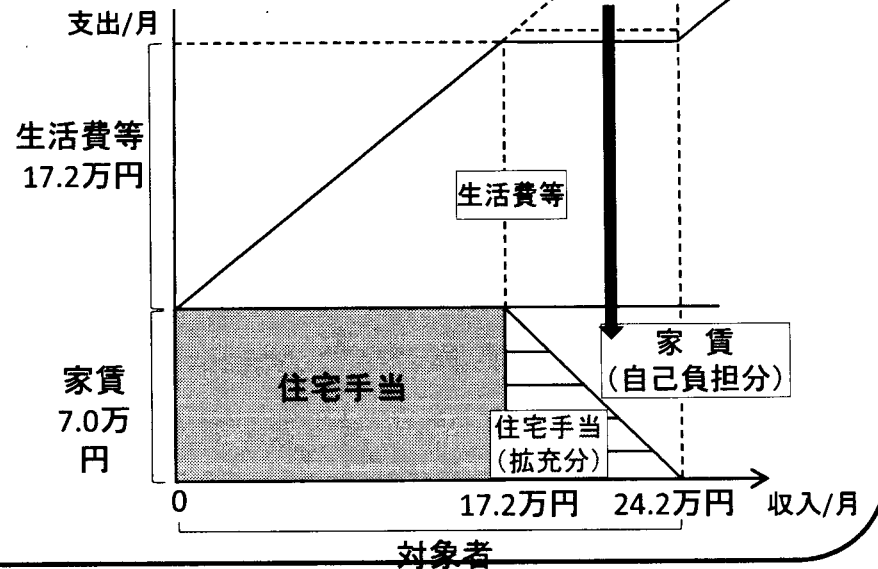 支出/月
生活費等
17.2万円
生活費等
住宅手当
家賃
7.0万
円
家 賃
(自己負担分)
住宅手当
(拡充分)
0
17.2万円
24.2万円
収入/月
対象者